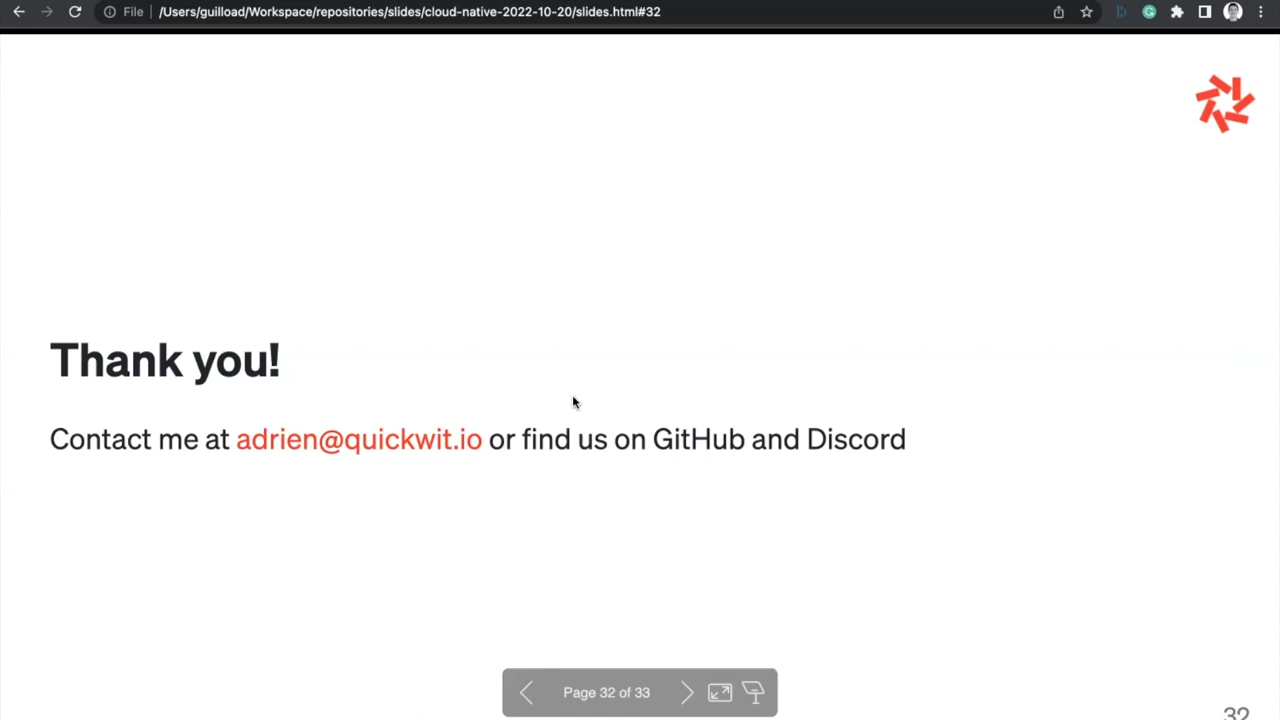 File
/Users/guilload/Workspace/repositories/slides/cloud-native-2022-10-20/slides.html#32
Thank you!
Contact me at adrien@quickwit.io or find us on GitHub and Discord
Page 32 of 33
32